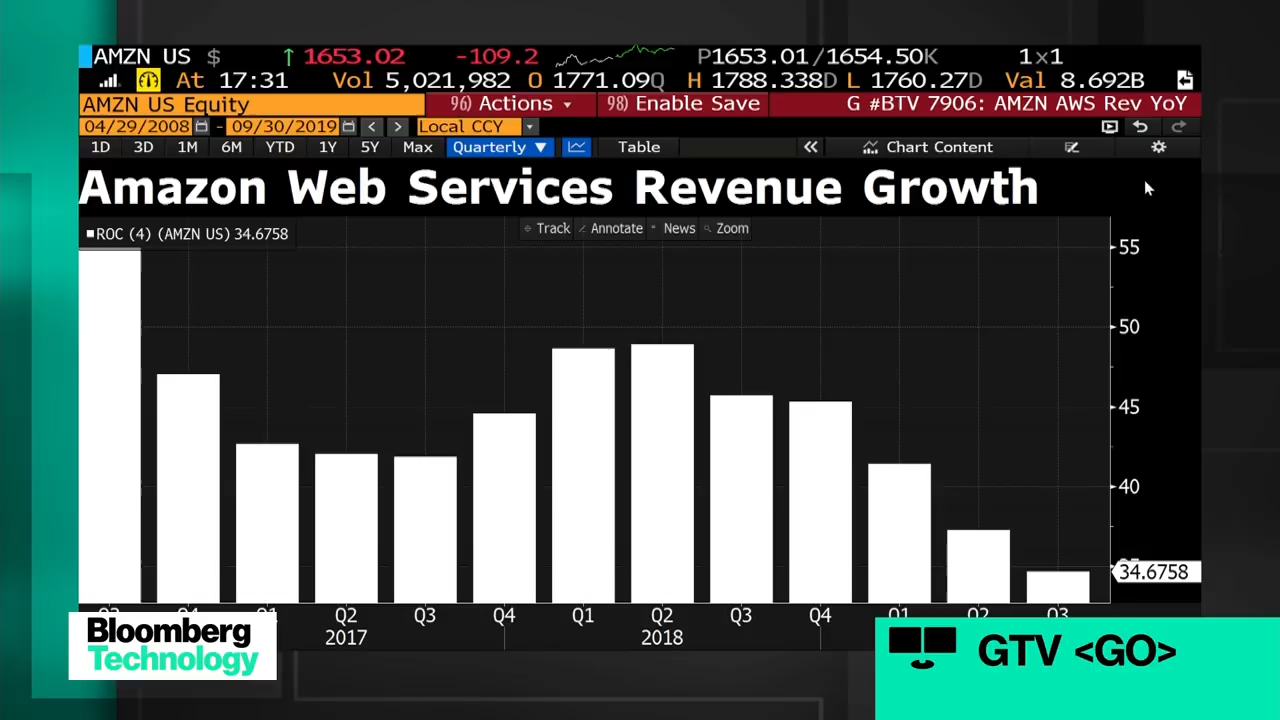 AMZN US $ ↑ 1653.02 -109.2 P1653.01/1654.50K 1x1
At 17:31 Vol 5,021,982 O 1771.09Q H 1788.338D L 1760.27D Val 8.692B
AMZN US Equity 96) Actions 98) Enable Save G #BTV 7906: AMZN AWS Rev YoY
04/29/2008 - 09/30/2019 < > Local CCY
1D 3D 1M 6M YTD 1Y 5Y Max Quarterly ▼ Table « Chart Content
Amazon Web Services Revenue Growth
ROC (4) (AMZN US) 34.6758
Track Annotate News Zoom
55
50
45
40
34.6758
Q3 Q4 Q1 Q2 Q3 Q4 Q1 Q2 Q3 Q4 Q1 Q2 Q3
2017 2018
Bloomberg
Technology
GTV <GO>